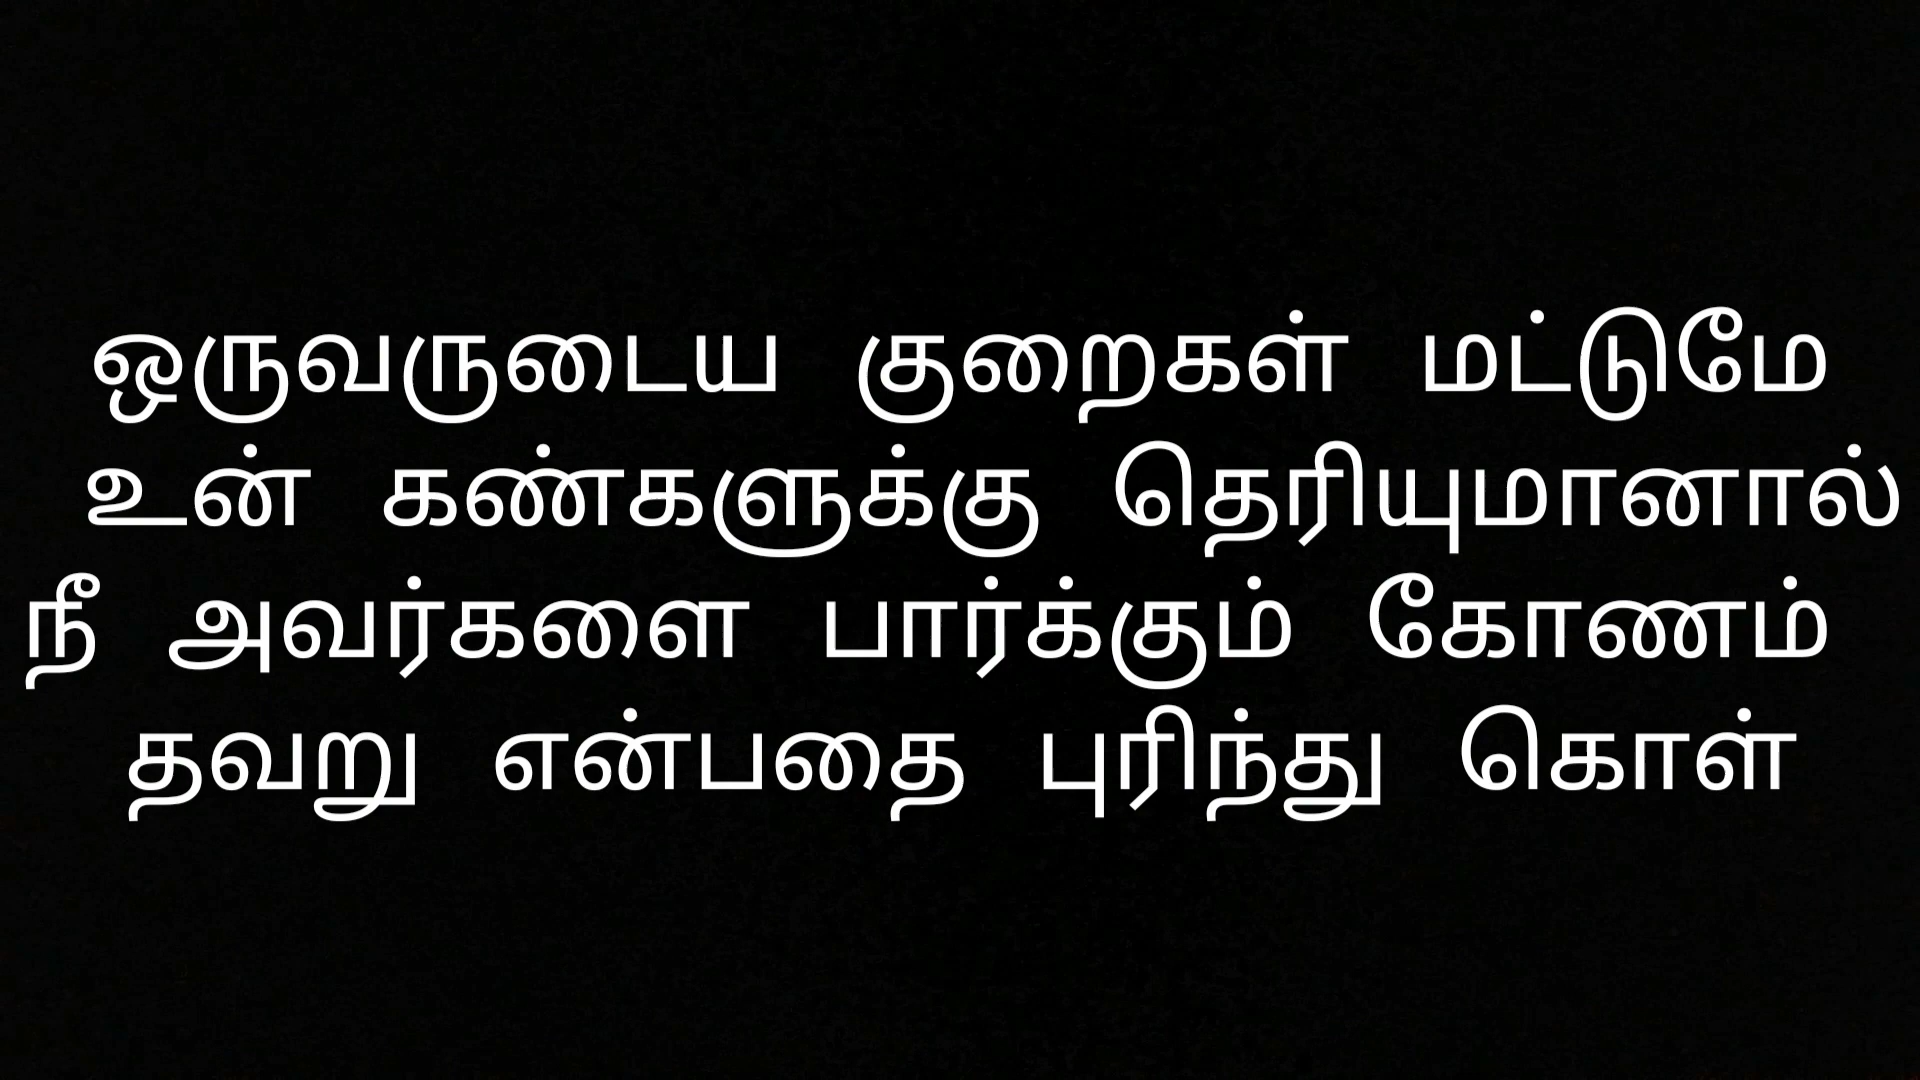 ஒருவருடைய குறைகள் மட்டுமே
உன் கண்களுக்கு தெரியுமானால்
நீ அவர்களை பார்க்கும் கோணம்
தவறு என்பதை புரிந்து கொள்